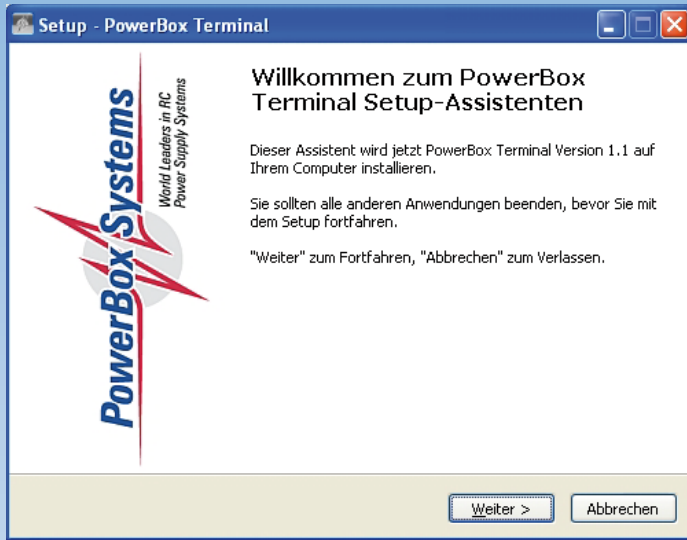 Setup - PowerBox Terminal
PowerBox Systems
World Leaders in RC
Power Supply Systems
Willkommen zum PowerBox
Terminal Setup-Assistenten
Dieser Assistent wird jetzt PowerBox Terminal Version 1.1 auf
Ihrem Computer installieren.
Sie sollten alle anderen Anwendungen beenden, bevor Sie mit
dem Setup fortfahren.
"Weiter" zum Fortfahren, "Abbrechen" zum Verlassen.
Weiter >
Abbrechen